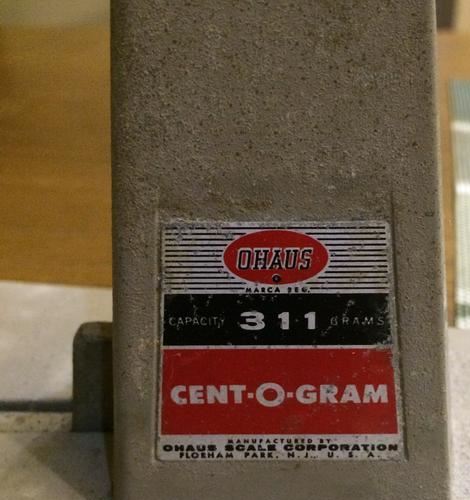 OHAUS
MARCA REG.
CAPACITY 311 GRAMS
CENT-O-GRAM
MANUFACTURED BY
OHAUS SCALE CORPORATION
FLORHAM PARK, N.J., U.S.A.